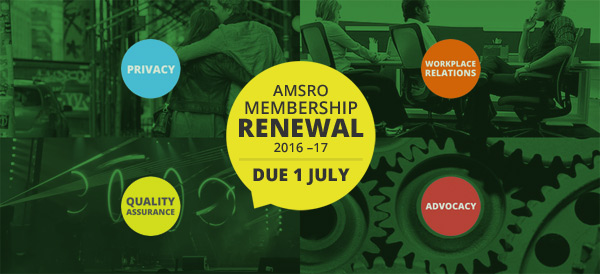 PRIVACY
WORKPLACE
RELATIONS
AMSRO
MEMBERSHIP
RENEWAL
2016 –17
DUE 1 JULY
QUALITY
ASSURANCE
ADVOCACY